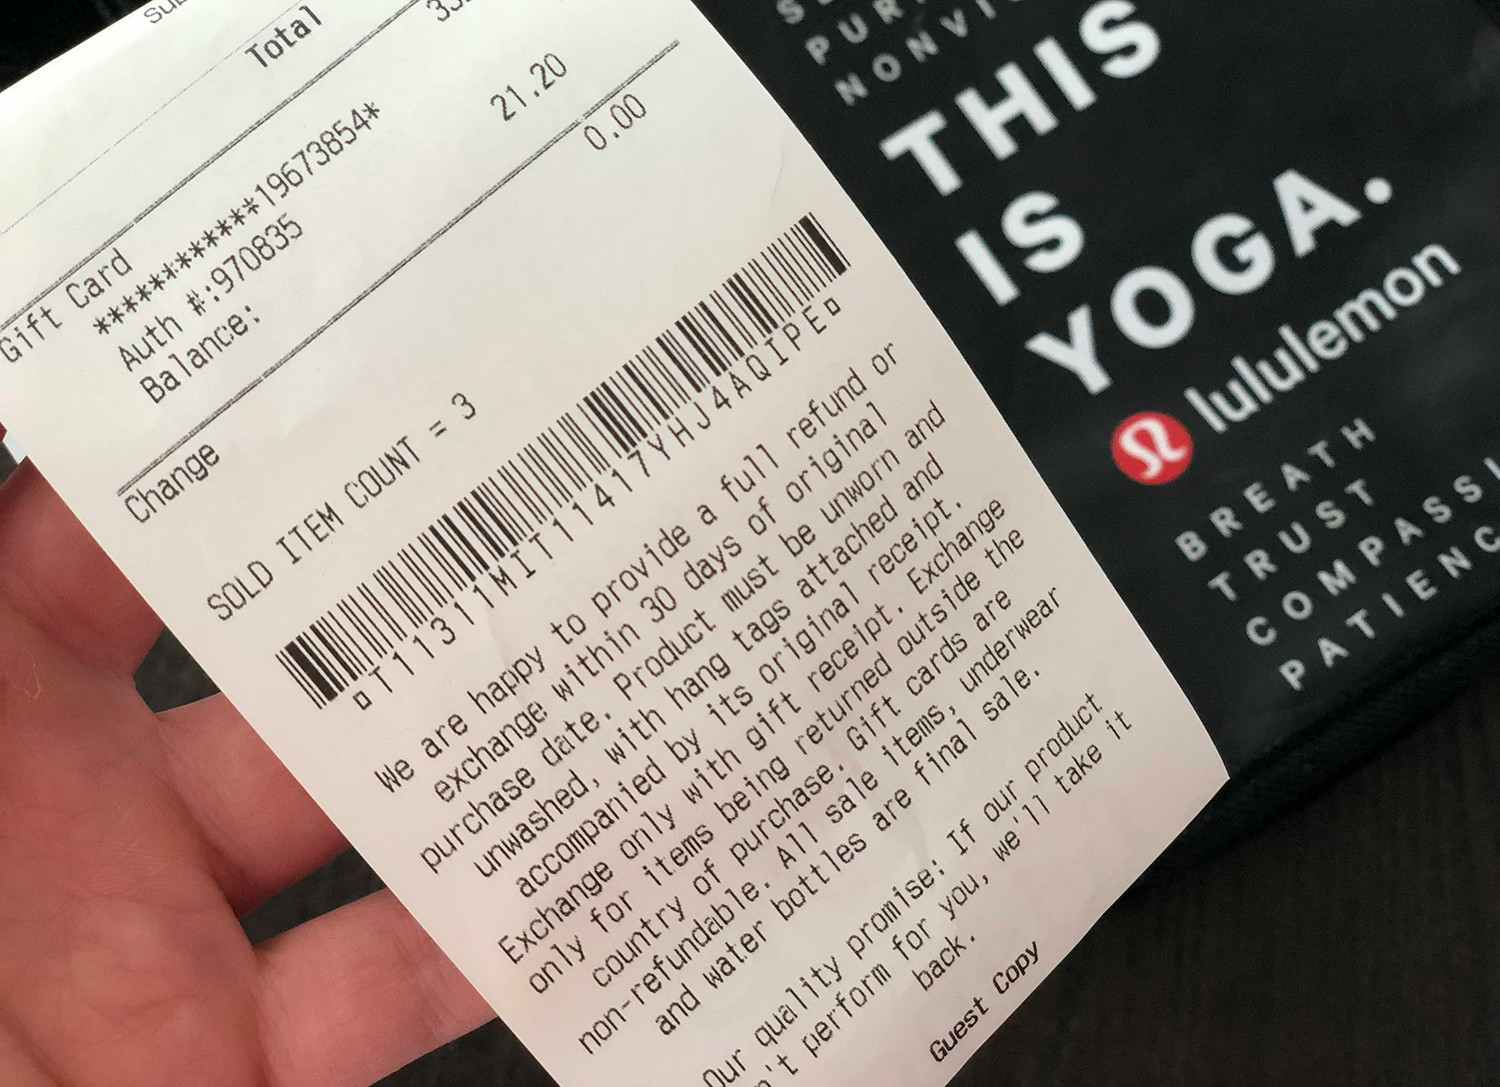 Total
Gift Card
************19673854*
21.20
Auth #:970835
Balance:
0.00
Change
SOLD ITEM COUNT = 3
T11311MIT11417YHJ4AQIPE
We are happy to provide a full refund or
exchange within 30 days of original
purchase date. Product must be unworn and
unwashed, with hang tags attached and
accompanied by its original receipt.
Exchange only with gift receipt. Exchange
only for items being returned outside the
country of purchase. Gift cards are
non-refundable. All sale items, underwear
and water bottles are final sale.
Our quality promise: If our product
perform for you, we'll take it
back.
Guest Copy
THIS
IS
YOGA.
lululemon
BREATH
TRUST